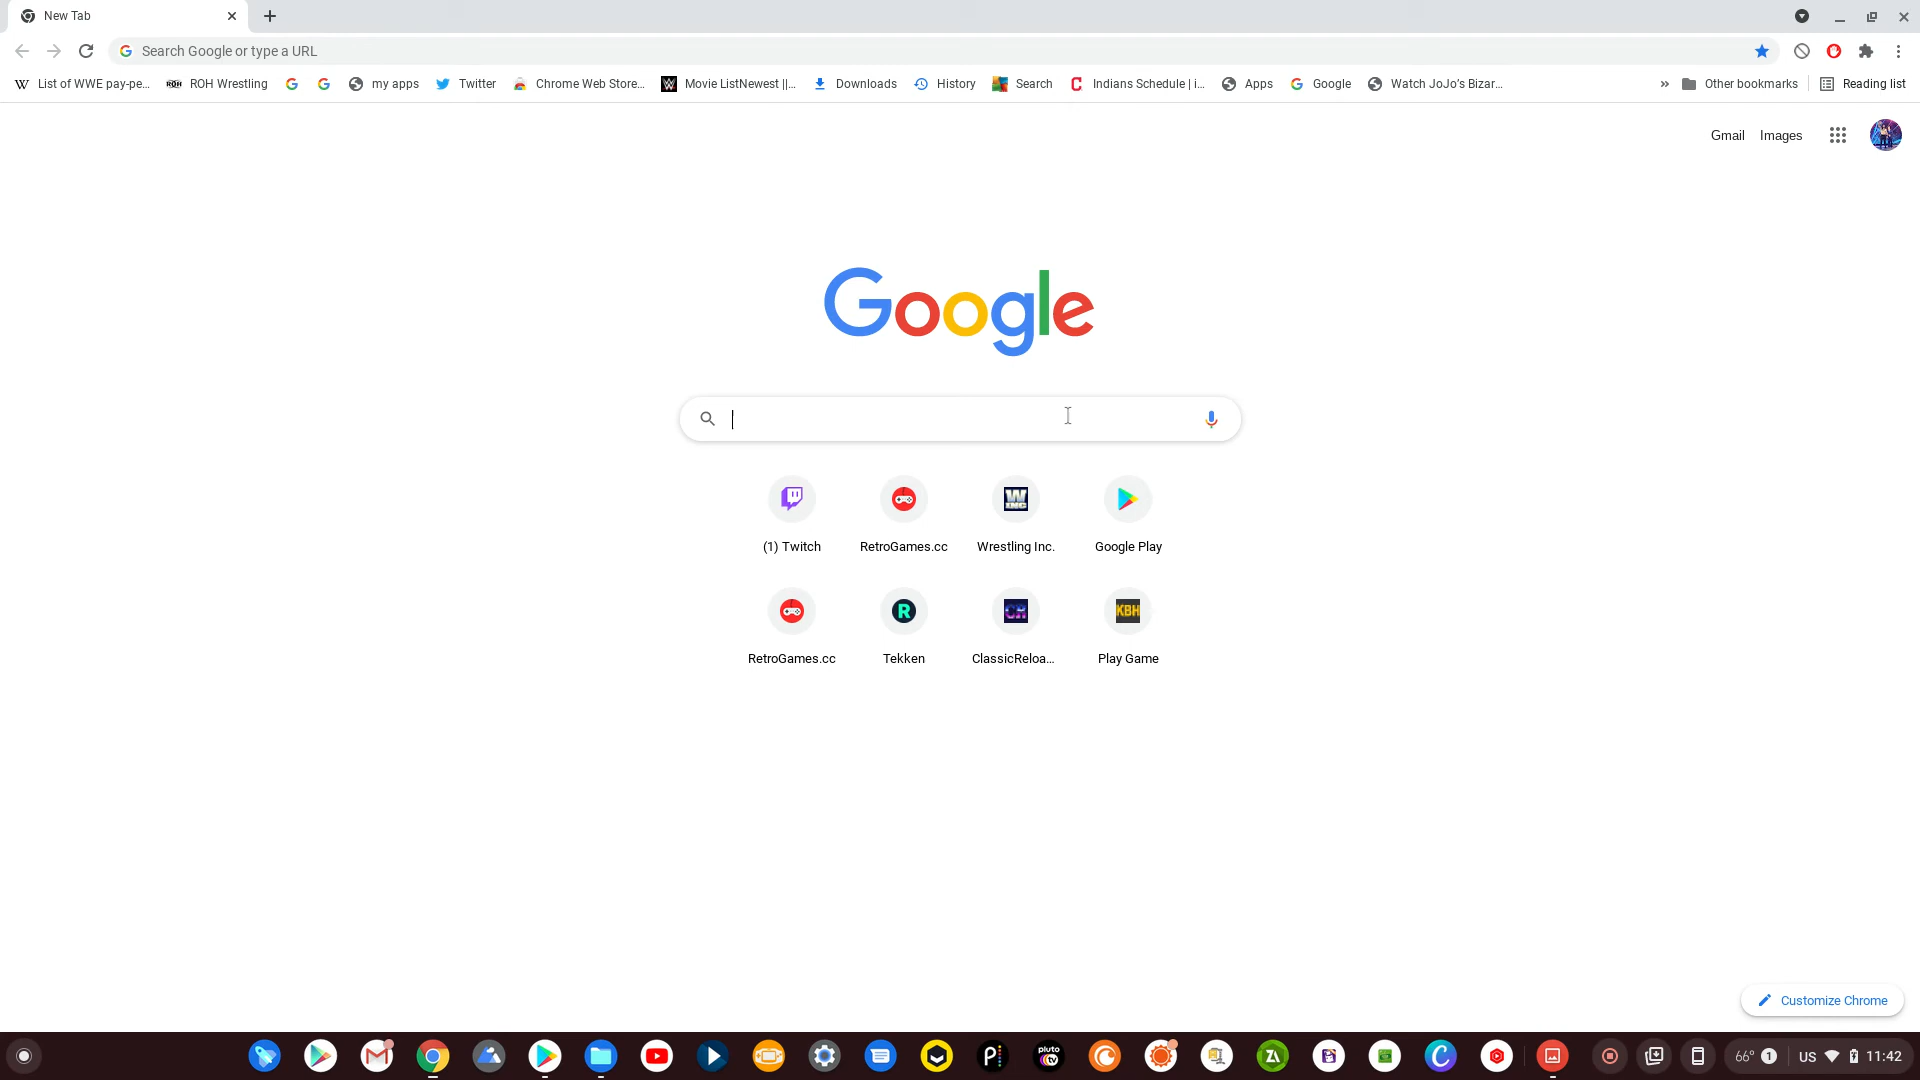 New Tab
Search Google or type a URL
List of WWE pay-pe... ROH Wrestling my apps Twitter Chrome Web Store... Movie ListNewest ||... Downloads History Search Indians Schedule | i... Apps Google Watch JoJo’s Bizar... » Other bookmarks Reading list
Gmail Images
Google
(1) Twitch RetroGames.cc Wrestling Inc. Google Play
RetroGames.cc Tekken ClassicReloa... Play Game
Customize Chrome
66° 1 US 11:42